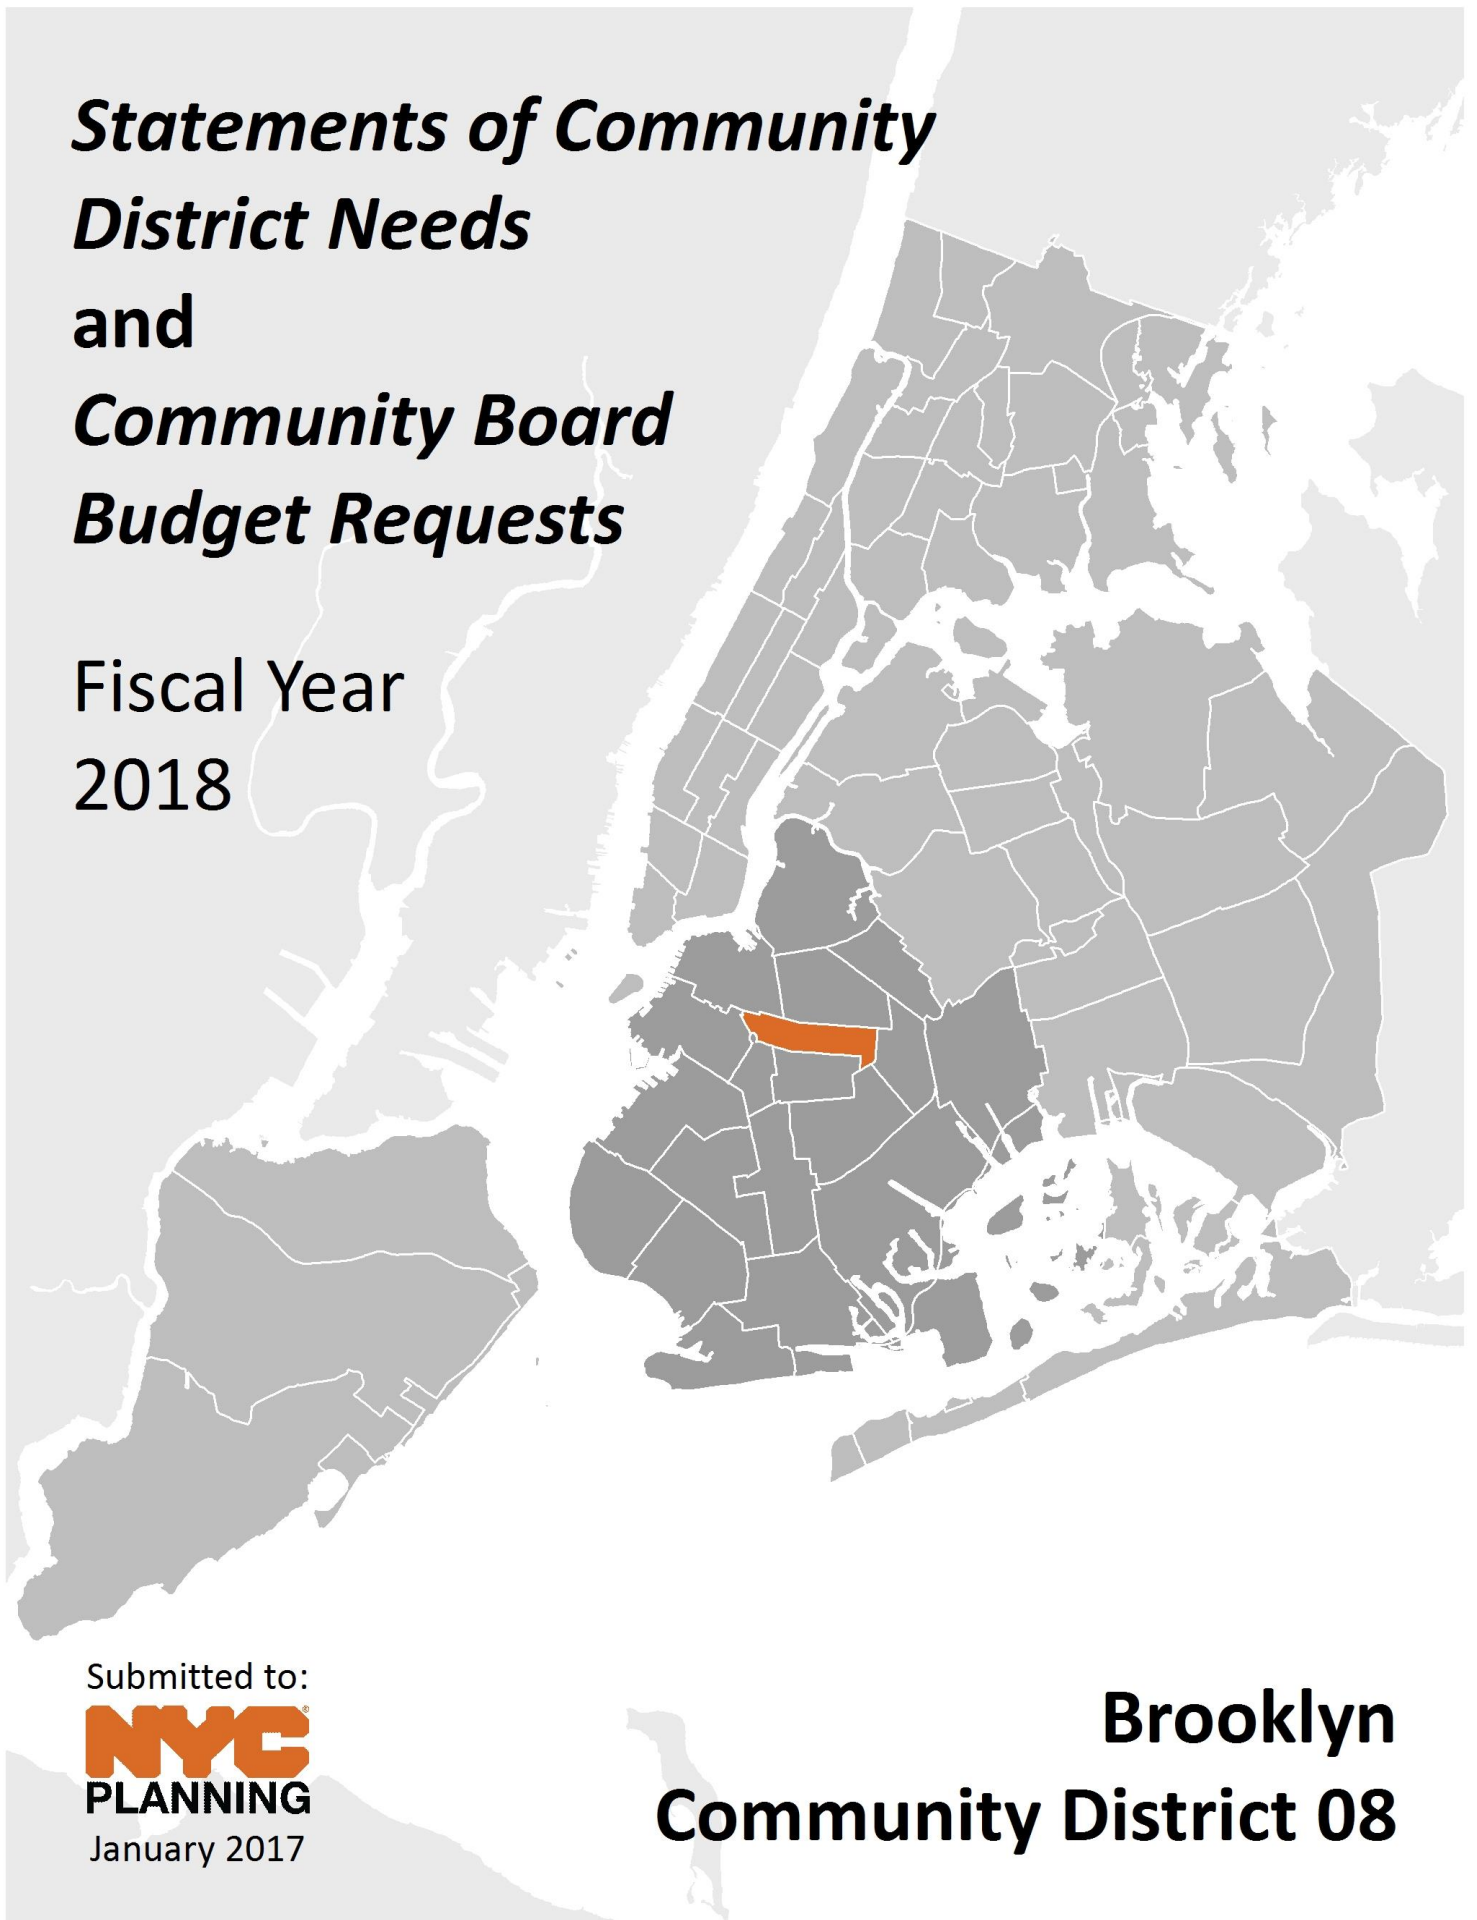 Statements of Community
District Needs
and
Community Board
Budget Requests
Fiscal Year
2018
Submitted to:
NYC®
PLANNING
January 2017
Brooklyn
Community District 08